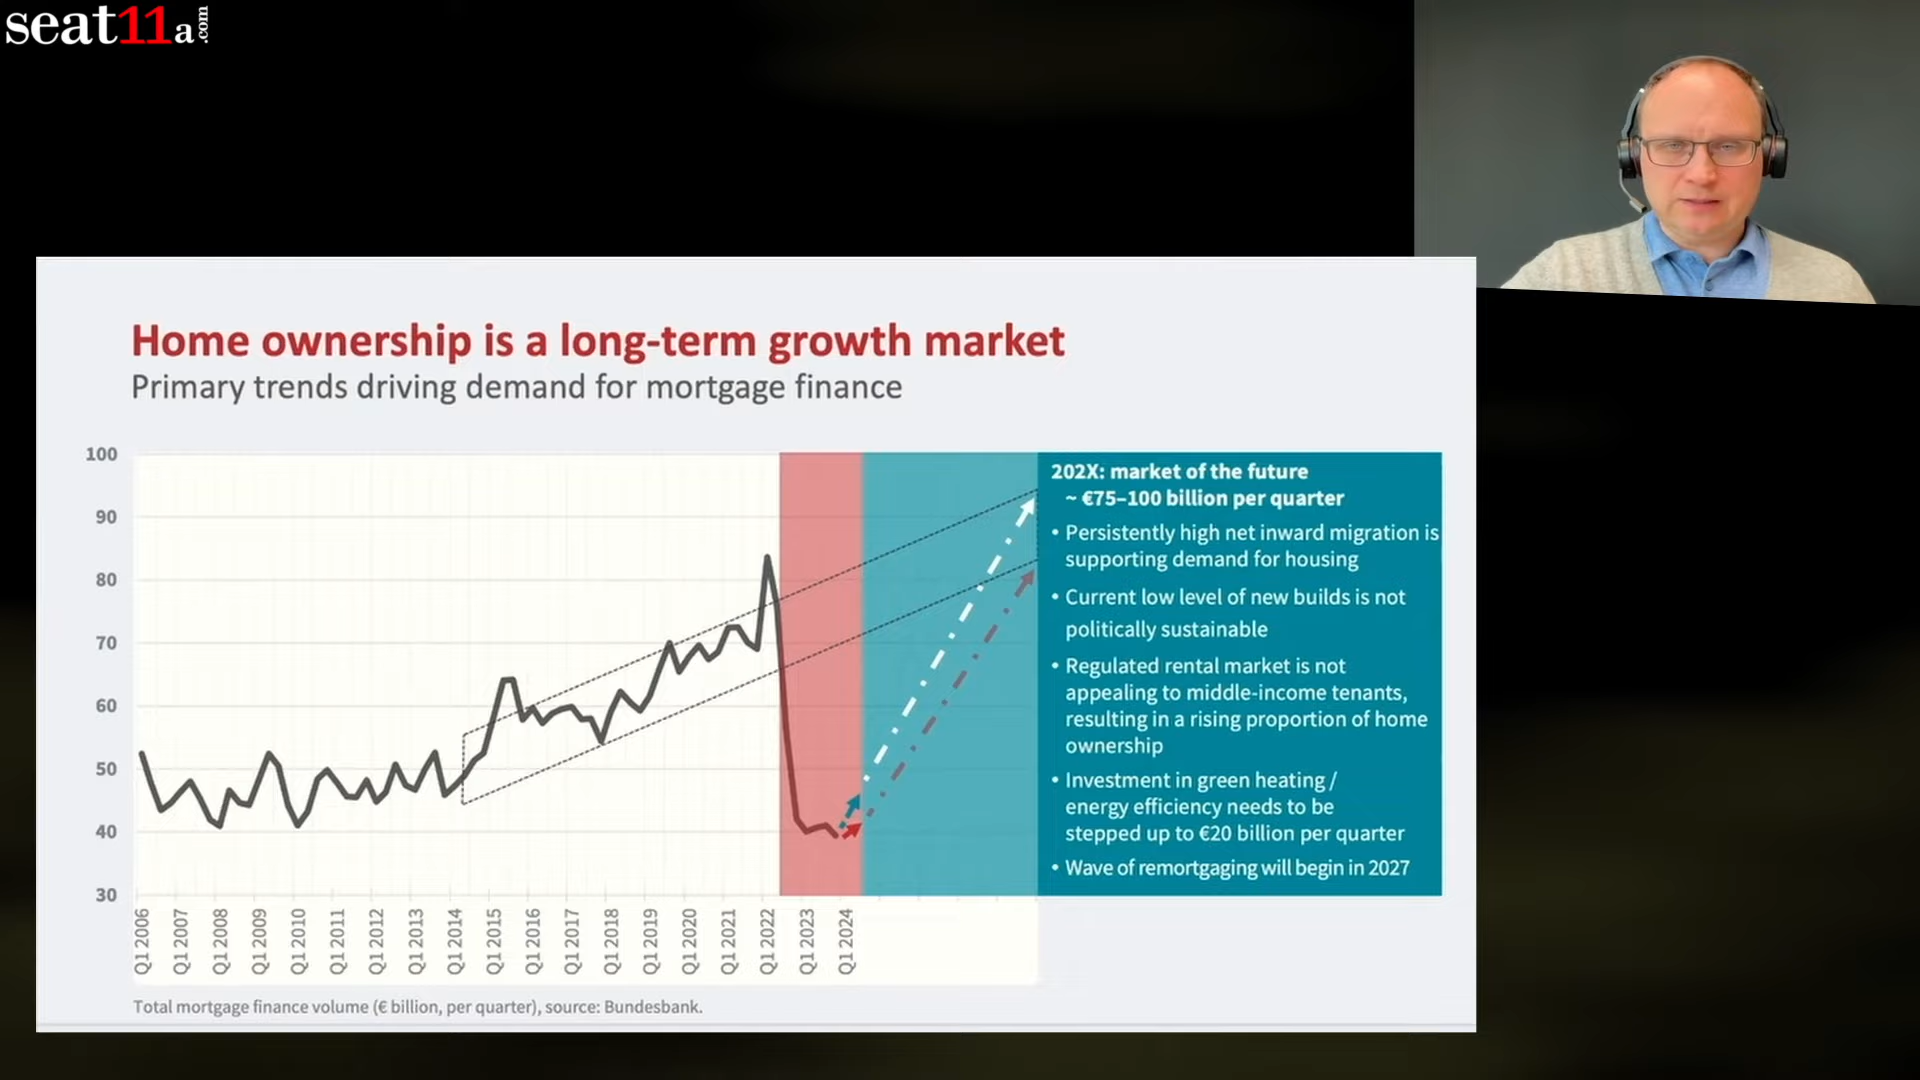 seat11a.com
Home ownership is a long-term growth market
Primary trends driving demand for mortgage finance
100
90
80
70
60
50
40
30
Q1 2006
Q1 2007
Q1 2008
Q1 2009
Q1 2010
Q1 2011
Q1 2012
Q1 2013
Q1 2014
Q1 2015
Q1 2016
Q1 2017
Q1 2018
Q1 2019
Q1 2020
Q1 2021
Q1 2022
Q1 2023
Q1 2024
202X: market of the future
~ €75–100 billion per quarter
• Persistently high net inward migration is
supporting demand for housing
• Current low level of new builds is not
politically sustainable
• Regulated rental market is not
appealing to middle-income tenants,
resulting in a rising proportion of home
ownership
• Investment in green heating /
energy efficiency needs to be
stepped up to €20 billion per quarter
• Wave of remortgaging will begin in 2027
Total mortgage finance volume (€ billion, per quarter), source: Bundesbank.